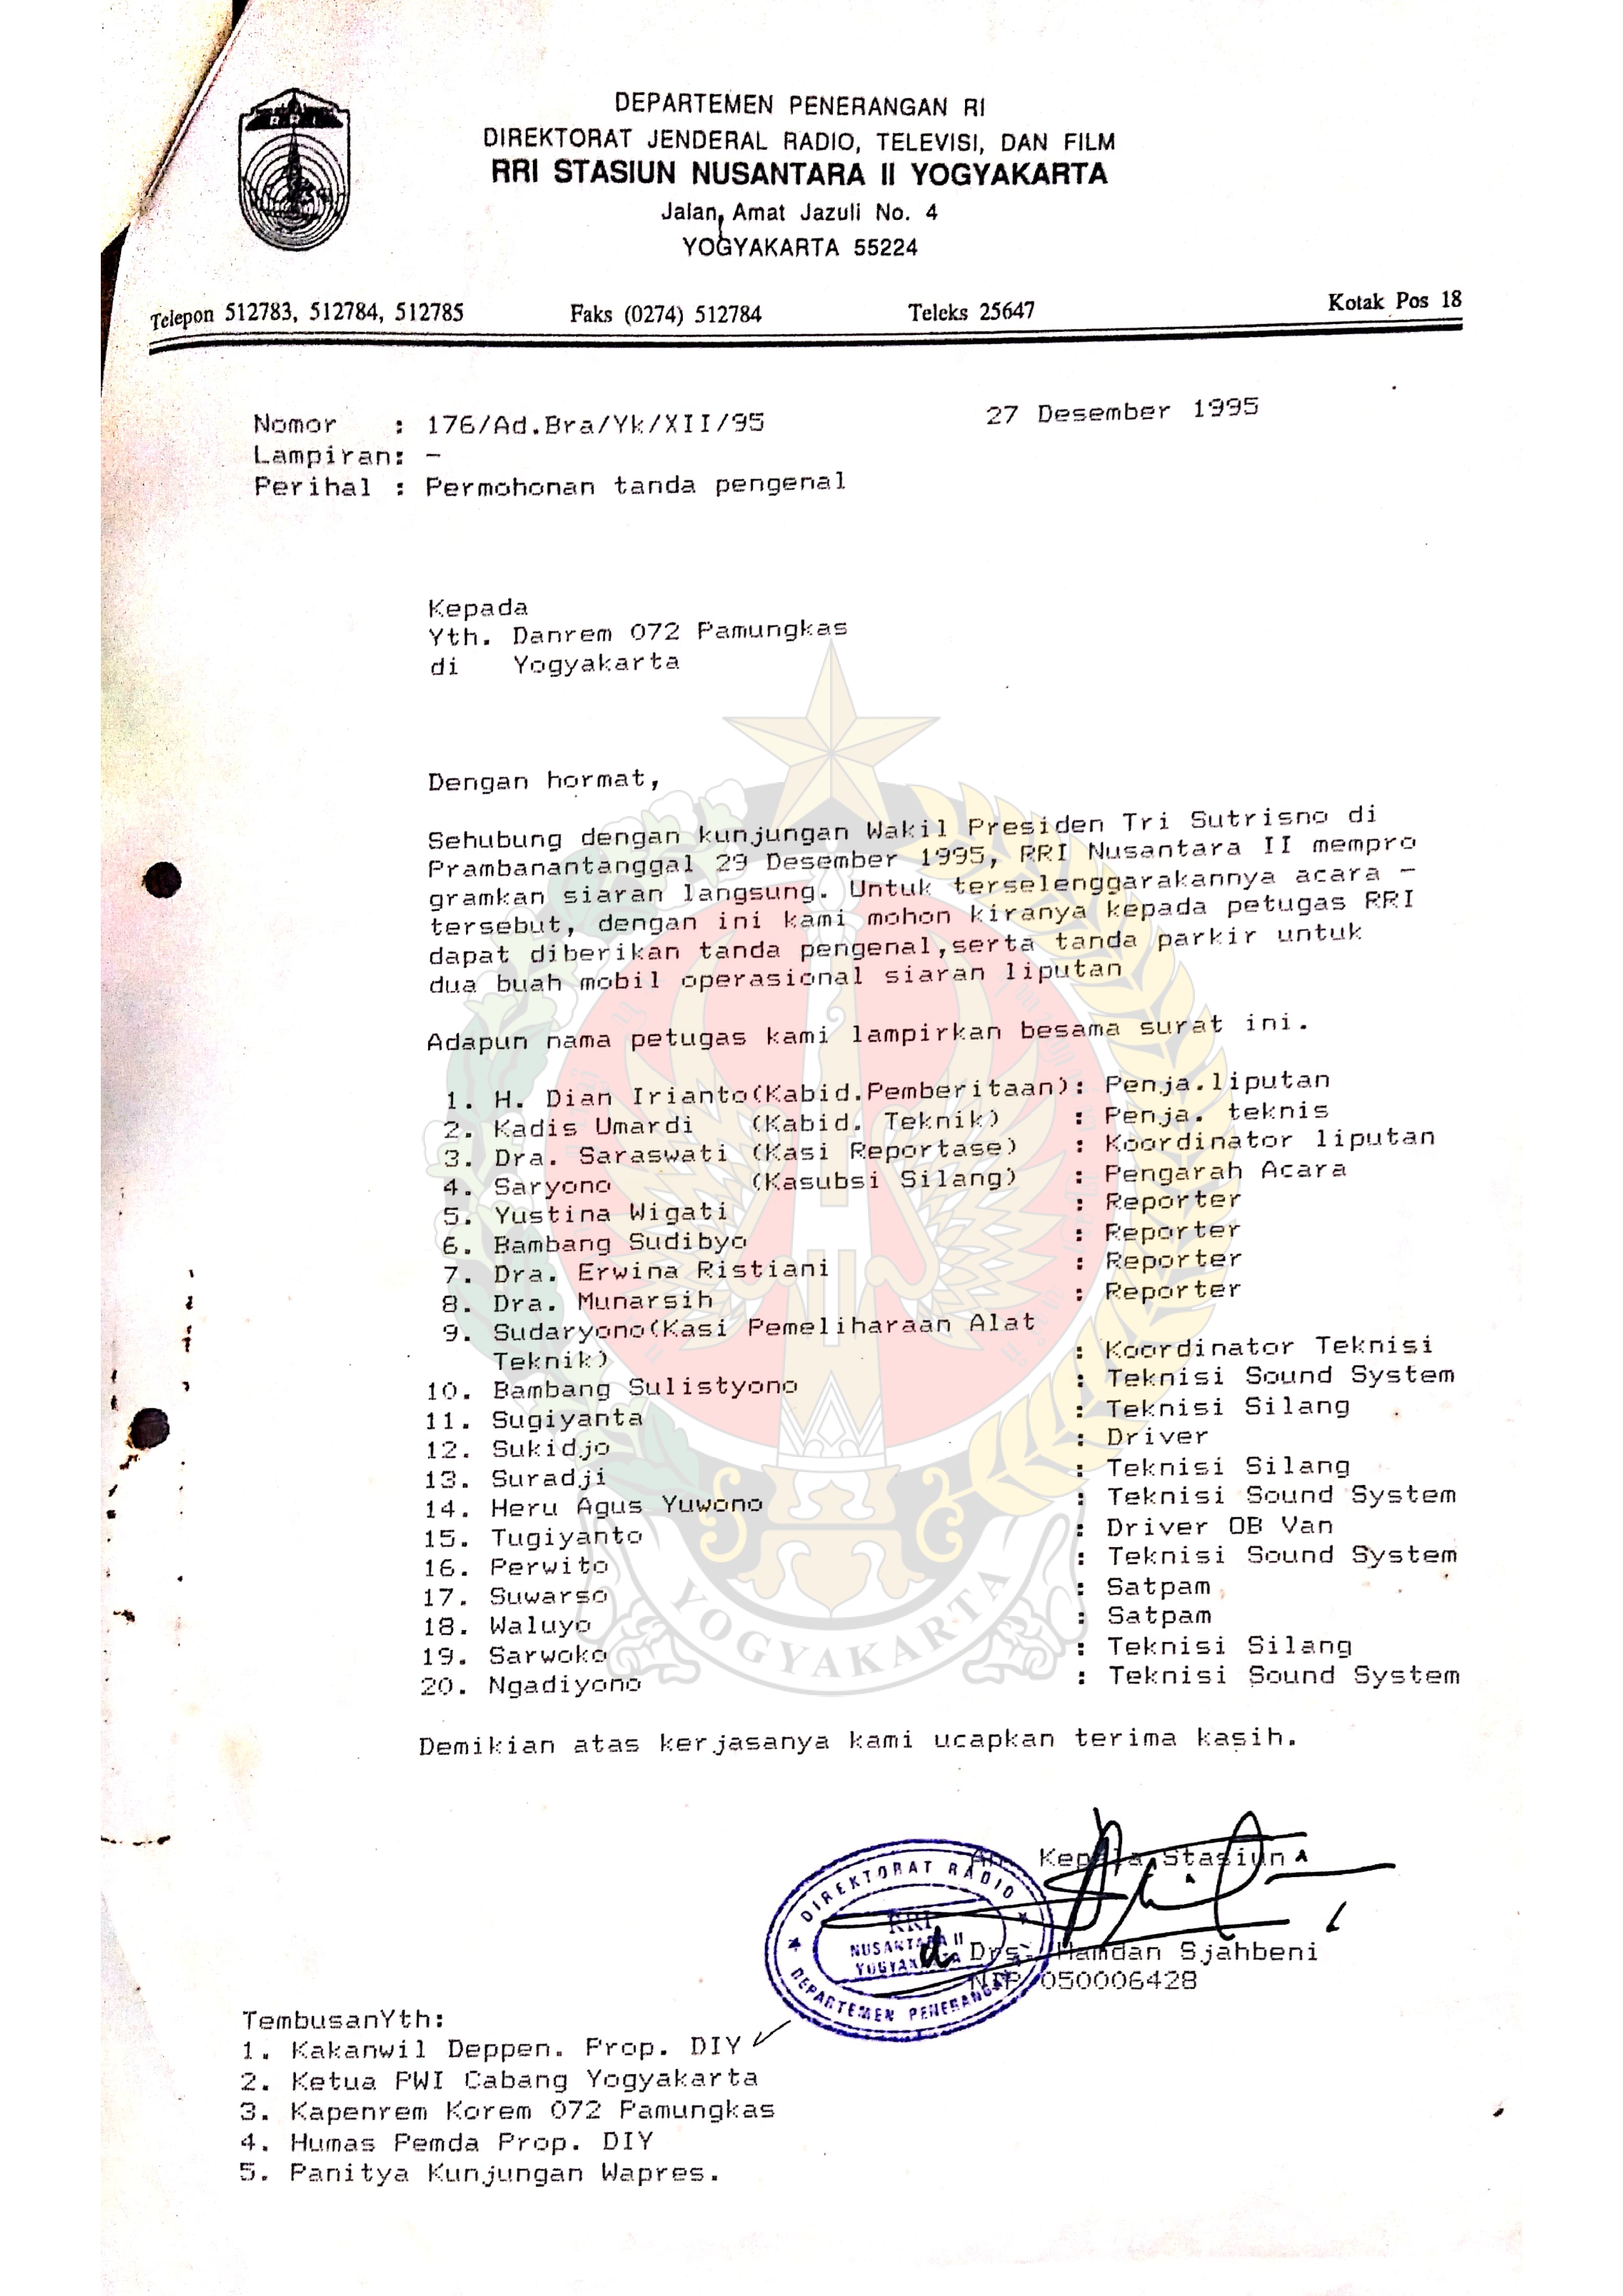 R R I
DEPARTEMEN PENERANGAN RI
DIREKTORAT JENDERAL RADIO, TELEVISI, DAN FILM
RRI STASIUN NUSANTARA II YOGYAKARTA
Jalan Amat Jazuli No. 4
YOGYAKARTA 55224
Telepon 512783, 512784, 512785 Faks (0274) 512784 Teleks 25647 Kotak Pos 18
Nomor : 176/Ad.Bra/Yk/XII/95 27 Desember 1995
Lampiran: -
Perihal : Permohonan tanda pengenal
Kepada
Yth. Danrem 072 Pamungkas
di Yogyakarta
Dengan hormat,
Sehubung dengan kunjungan Wakil Presiden Tri Sutrisno di
Prambanantanggal 29 Desember 1995, RRI Nusantara II mempro
gramkan siaran langsung. Untuk terselenggarakannya acara -
tersebut, dengan ini kami mohon kiranya kepada petugas RRI
dapat diberikan tanda pengenal,serta tanda parkir untuk
dua buah mobil operasional siaran liputan
Adapun nama petugas kami lampirkan besama surat ini.
1. H. Dian Irianto(Kabid.Pemberitaan): Penja.liputan
2. Kadis Umardi (Kabid. Teknik) : Penja. teknis
3. Dra. Saraswati (Kasi Reportase) : Koordinator liputan
4. Saryono (Kasubsi Silang) : Pengarah Acara
5. Yustina Wigati : Reporter
6. Bambang Sudibyo : Reporter
7. Dra. Erwina Ristiani : Reporter
8. Dra. Munarsih : Reporter
9. Sudaryono(Kasi Pemeliharaan Alat
Teknik) : Koordinator Teknisi
10. Bambang Sulistyono : Teknisi Sound System
11. Sugiyanta : Teknisi Silang
12. Sukidjo : Driver
13. Suradji : Teknisi Silang
14. Heru Agus Yuwono : Teknisi Sound System
15. Tugiyanto : Driver OB Van
16. Perwito : Teknisi Sound System
17. Suwarso : Satpam
18. Waluyo : Satpam
19. Sarwoko : Teknisi Silang
20. Ngadiyono : Teknisi Sound System
YOGYAKARTA
Demikian atas kerjasanya kami ucapkan terima kasih.
An. Kepala Stasiun
DIREKTORAT RADIO
RRI
NUSANTARA II
YOGYAKARTA
DEPARTEMEN PENERANGAN
Drs. Hamdan Sjahbeni
NIP 050006428
TembusanYth:
1. Kakanwil Deppen. Prop. DIY
2. Ketua PWI Cabang Yogyakarta
3. Kapenrem Korem 072 Pamungkas
4. Humas Pemda Prop. DIY
5. Panitya Kunjungan Wapres.